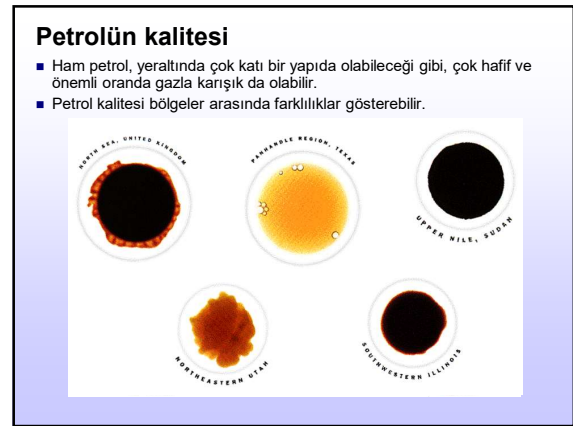 Petrolün kalitesi
Ham petrol, yeraltında çok katı bir yapıda olabileceği gibi, çok hafif ve
önemli oranda gazla karışık da olabilir.
Petrol kalitesi bölgeler arasında farklılıklar gösterebilir.
NORTH SEA, UNITED KINGDOM
PANHANDLE REGION, TEXAS
UPPER NILE, SUDAN
NORTHEASTERN UTAH
SOUTHWESTERN ILLINOIS